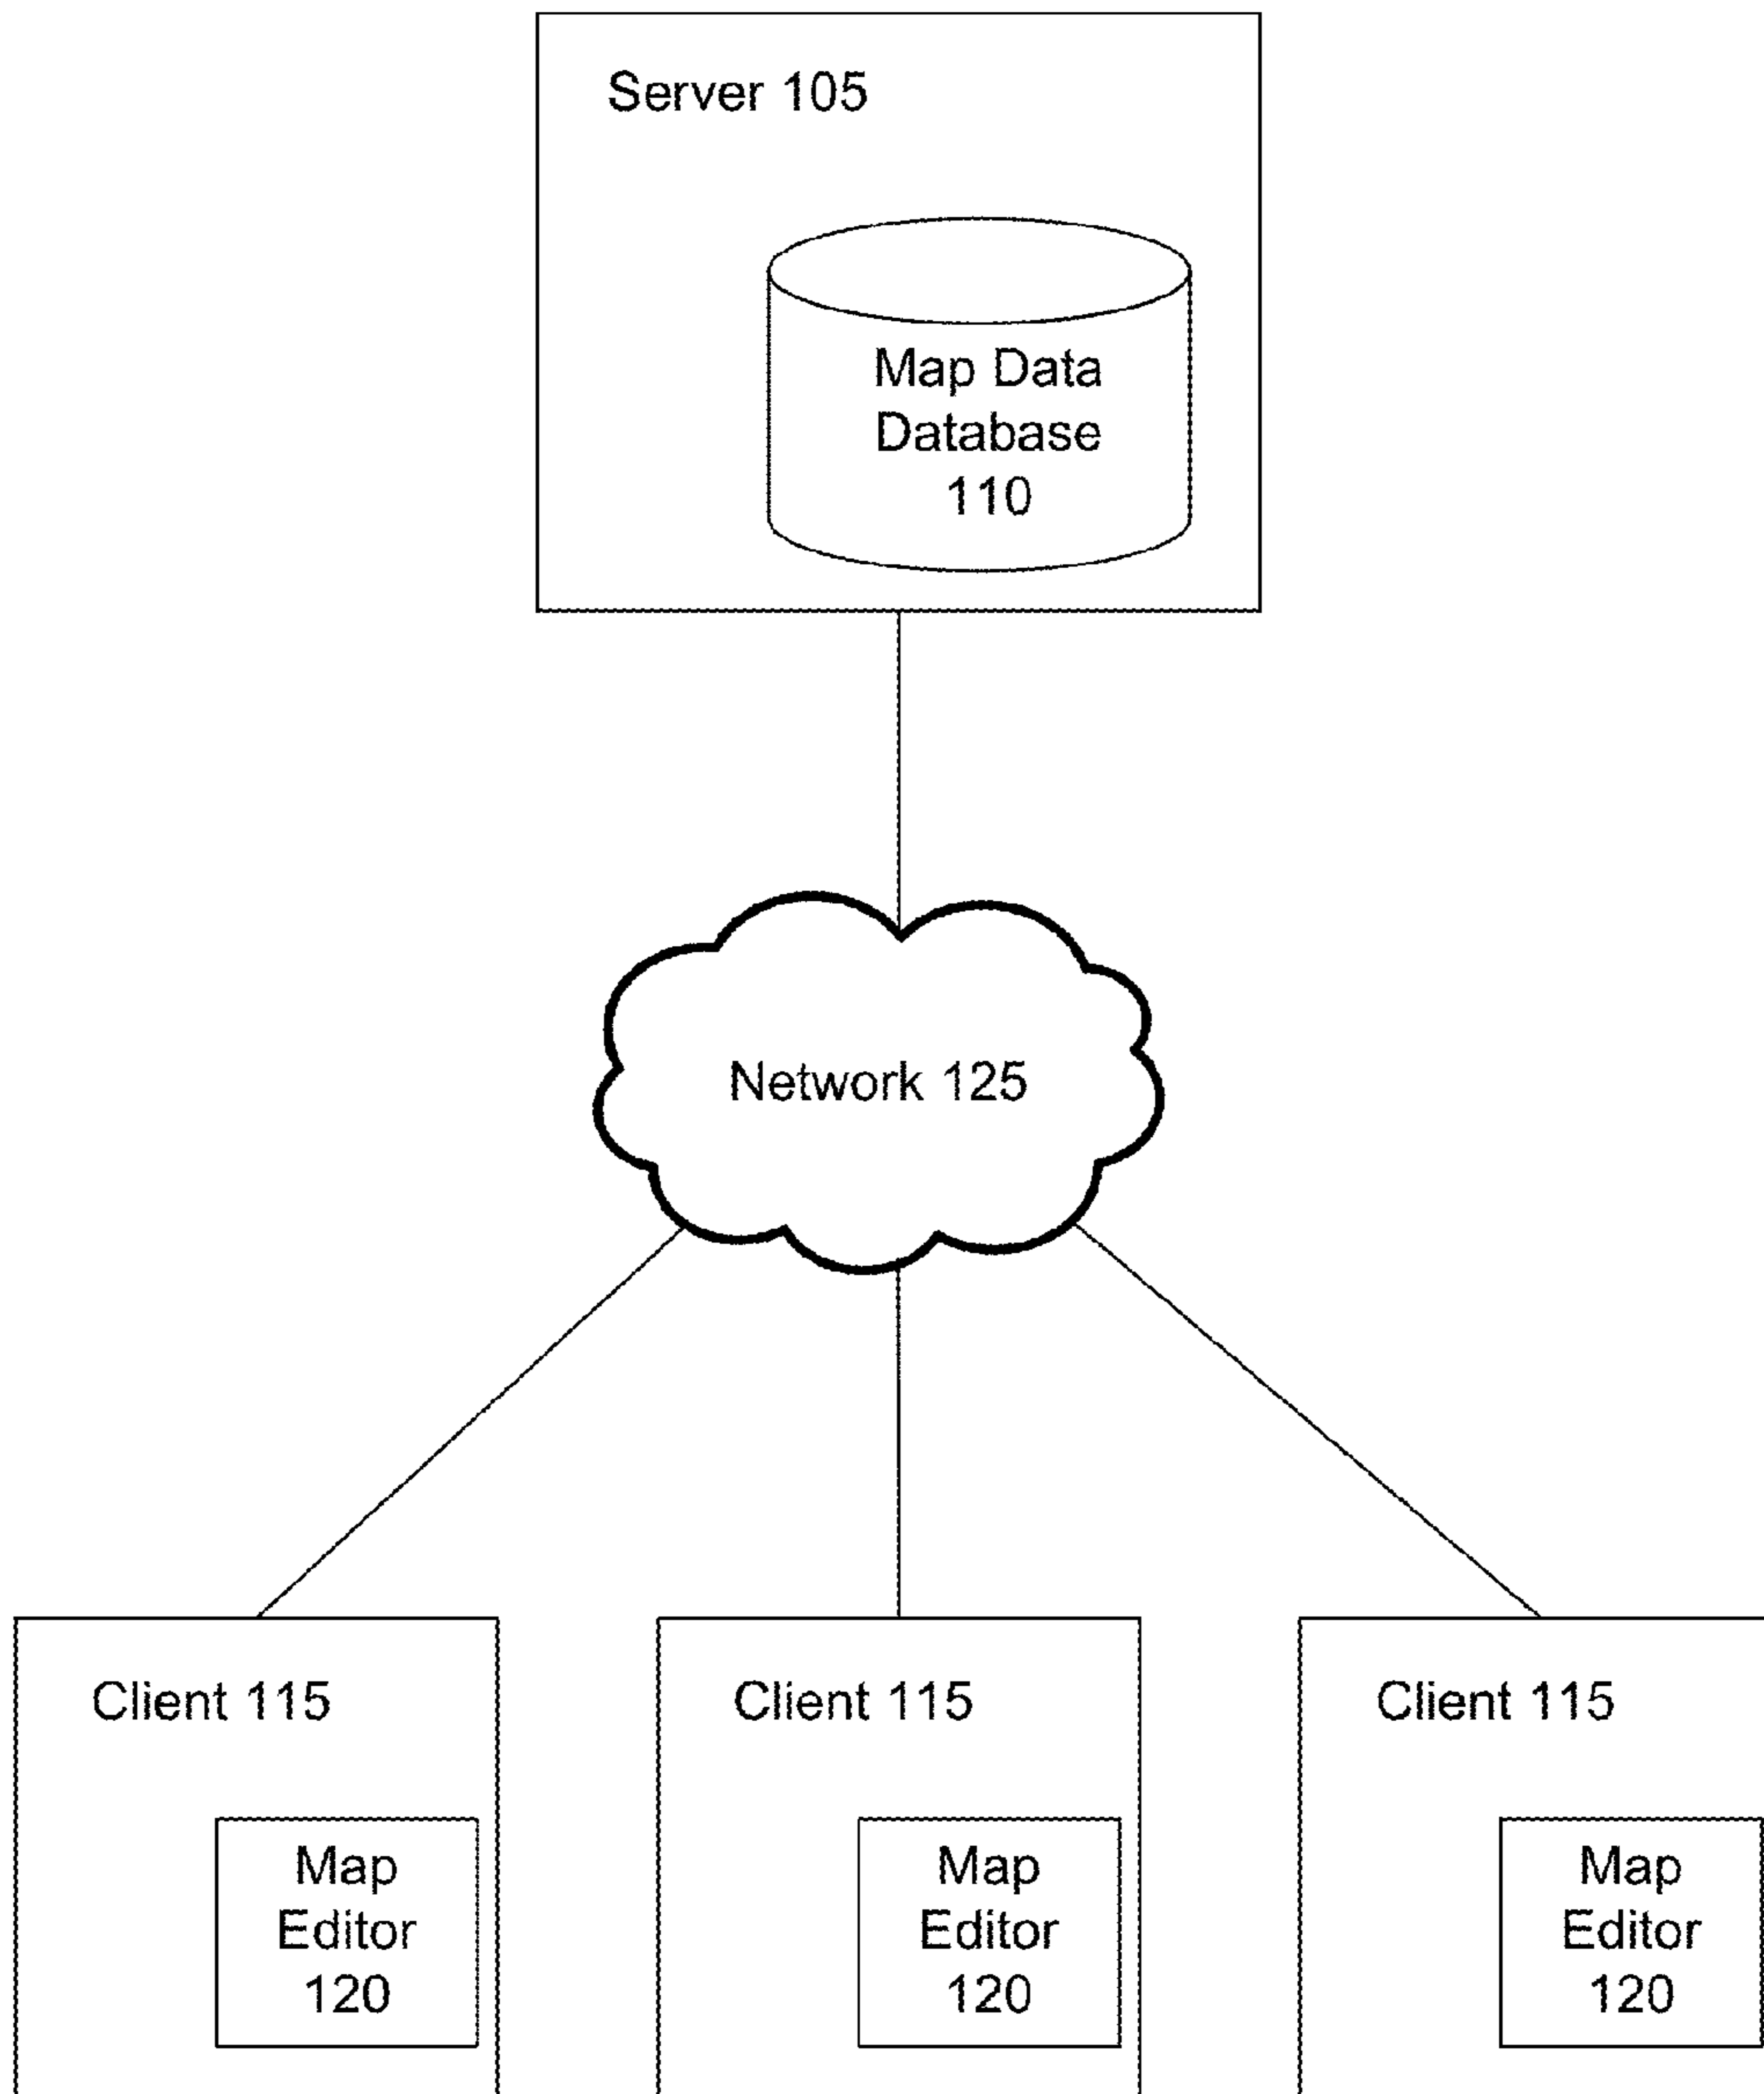 Server 105
Map Data
Database
110
Network 125
Client 115
Client 115
Client 115
Map
Editor
120
Map
Editor
120
Map
Editor
120